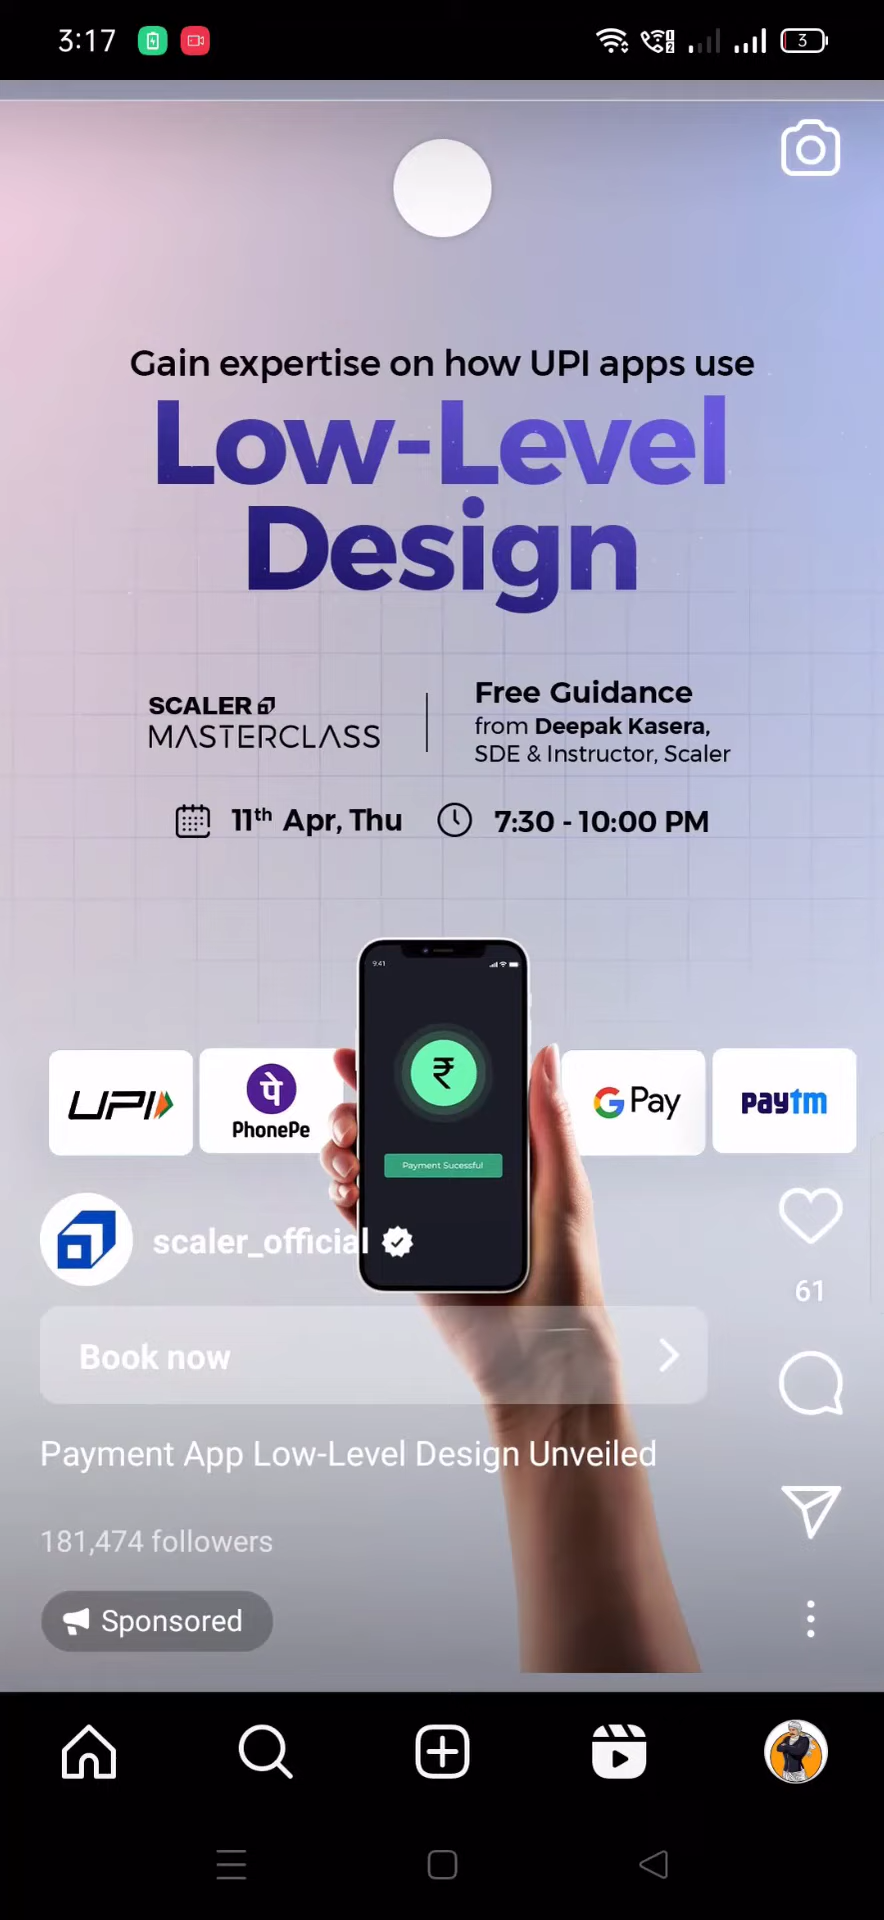 3:17
3
Gain expertise on how UPI apps use
Low-Level
Design
SCALER
MASTERCLASS
Free Guidance
from Deepak Kasera,
SDE & Instructor, Scaler
11th Apr, Thu
7:30 - 10:00 PM
9:41
₹
Payment Sucessful
UPI
पे
PhonePe
G Pay
paytm
scaler_official
61
Book now
Payment App Low-Level Design Unveiled
181,474 followers
Sponsored